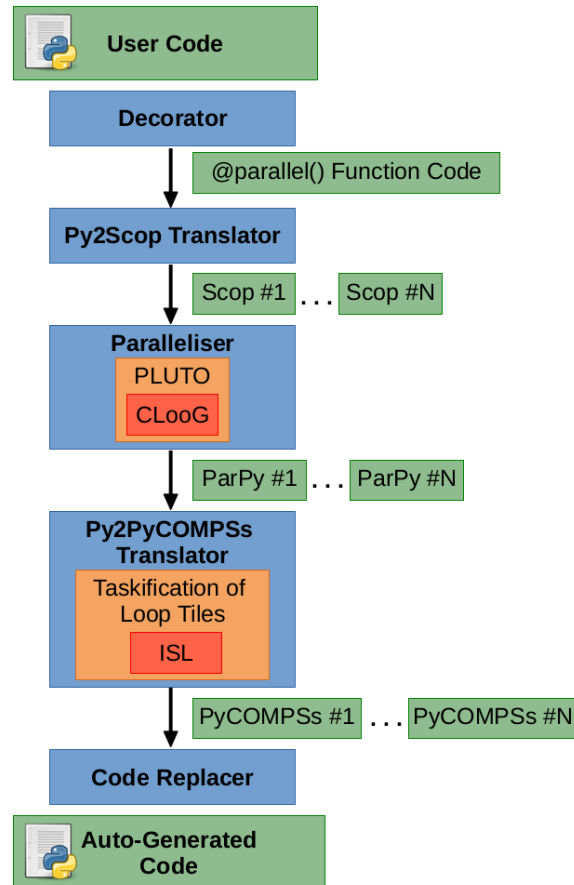 User Code
Decorator
@parallel() Function Code
Py2Scop Translator
Scop #1 ... Scop #N
Paralleliser
PLUTO
CLooG
ParPy #1 ... ParPy #N
Py2PyCOMPSs
Translator
Taskification of
Loop Tiles
ISL
PyCOMPSs #1 ... PyCOMPSs #N
Code Replacer
Auto-Generated
Code